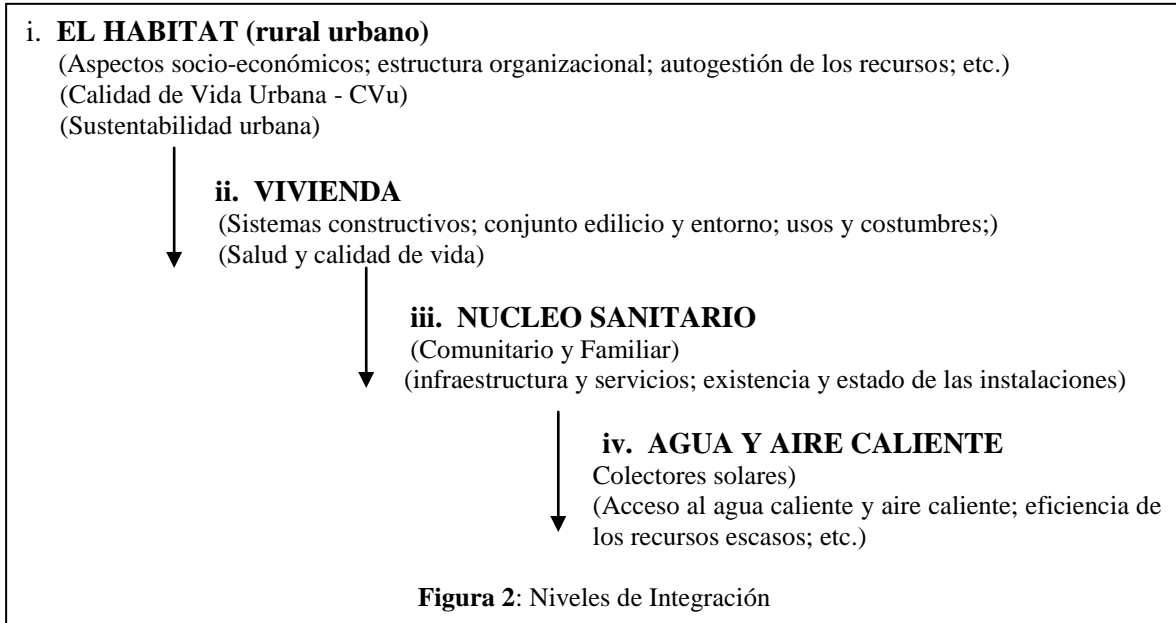 i. EL HABITAT (rural urbano)
(Aspectos socio-económicos; estructura organizacional; autogestión de los recursos; etc.)
(Calidad de Vida Urbana - CVu)
(Sustentabilidad urbana)
ii. VIVIENDA
(Sistemas constructivos; conjunto edilicio y entorno; usos y costumbres;)
(Salud y calidad de vida)
iii. NUCLEO SANITARIO
(Comunitario y Familiar)
(infraestructura y servicios; existencia y estado de las instalaciones)
iv. AGUA Y AIRE CALIENTE
Colectores solares)
(Acceso al agua caliente y aire caliente; eficiencia de
los recursos escasos; etc.)
Figura 2: Niveles de Integración